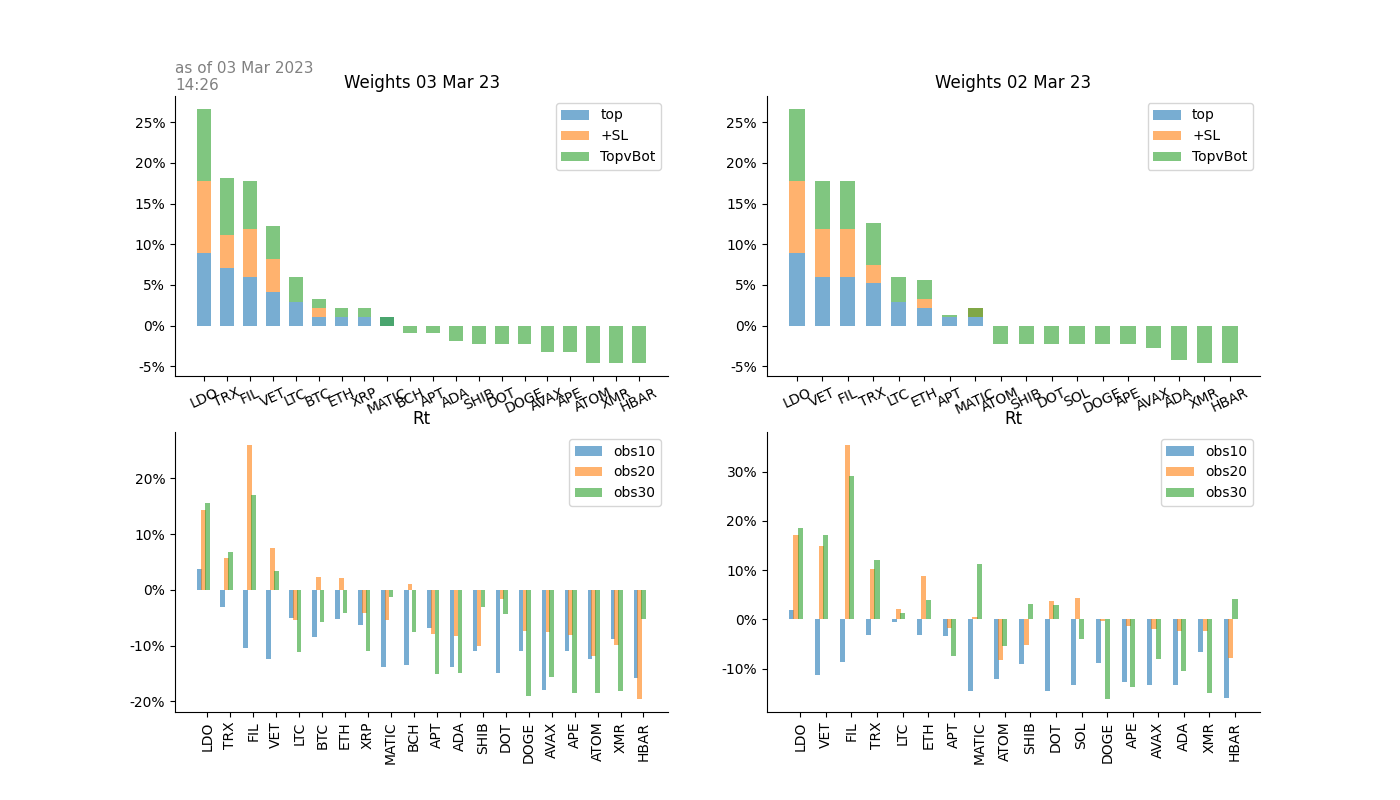 as of 03 Mar 2023
14:26
Weights 03 Mar 23
25%
20%
15%
10%
5%
0%
-5%
top
+SL
TopvBot
LDO TRX FIL VET LTC BTC ETH XRP MATIC BCH APT ADA SHIB DOT DOGE AVAX APE ATOM XMR HBAR
Weights 02 Mar 23
25%
20%
15%
10%
5%
0%
-5%
top
+SL
TopvBot
LDO VET FIL TRX LTC ETH APT MATIC ATOM SHIB DOT SOL DOGE APE AVAX ADA XMR HBAR
Rt
20%
10%
0%
-10%
-20%
obs10
obs20
obs30
LDO TRX FIL VET LTC BTC ETH XRP MATIC BCH APT ADA SHIB DOT DOGE AVAX APE ATOM XMR HBAR
Rt
30%
20%
10%
0%
-10%
obs10
obs20
obs30
LDO VET FIL TRX LTC ETH APT MATIC ATOM SHIB DOT SOL DOGE APE AVAX ADA XMR HBAR